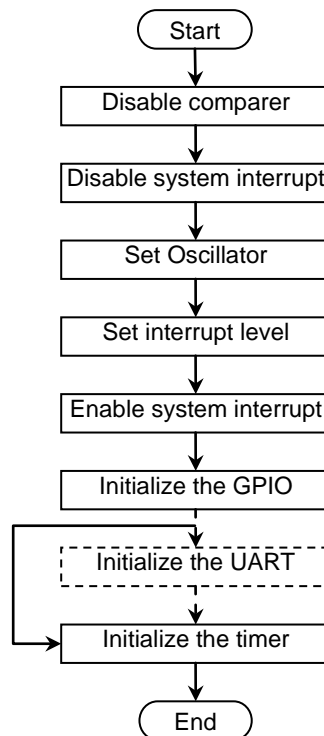 Start
Disable comparer
Disable system interrupt
Set Oscillator
Set interrupt level
Enable system interrupt
Initialize the GPIO
Initialize the UART
Initialize the timer
End